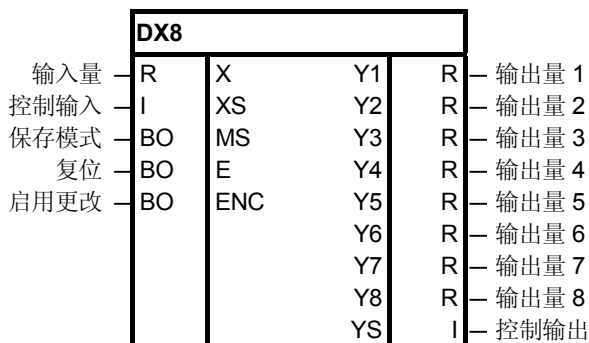 DX8
输入量 R X Y1 R 输出量 1
控制输入 I XS Y2 R 输出量 2
保存模式 BO MS Y3 R 输出量 3
复位 BO E Y4 R 输出量 4
启用更改 BO ENC Y5 R 输出量 5
Y6 R 输出量 6
Y7 R 输出量 7
Y8 R 输出量 8
YS I 控制输出